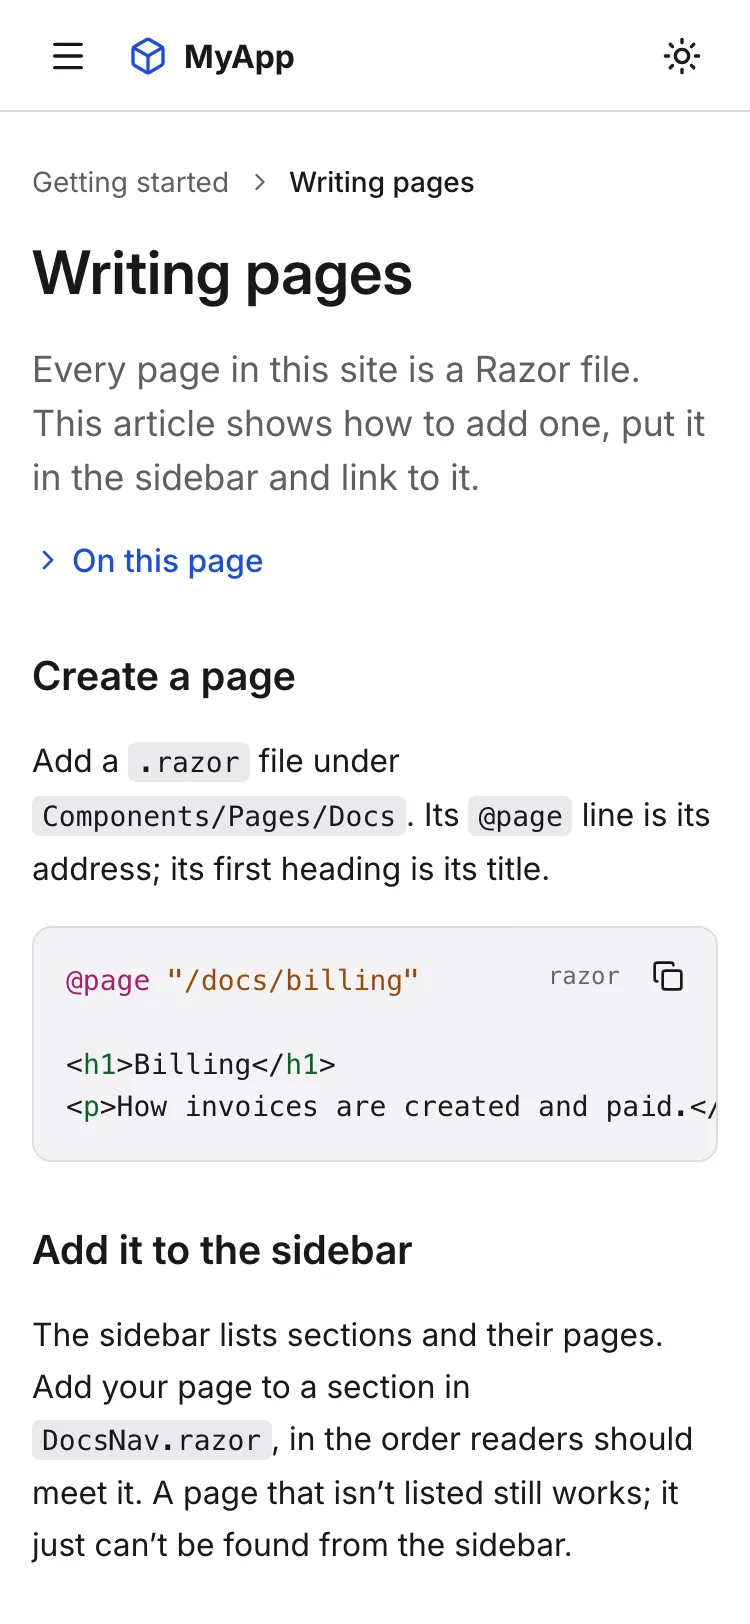 MyApp
Getting started > Writing pages
Writing pages
Every page in this site is a Razor file.
This article shows how to add one, put it
in the sidebar and link to it.
On this page
Create a page
Add a .razor file under
Components/Pages/Docs. Its @page line is its
address; its first heading is its title.
@page "/docs/billing"
razor
<h1>Billing</h1>
<p>How invoices are created and paid.</
Add it to the sidebar
The sidebar lists sections and their pages.
Add your page to a section in
DocsNav.razor, in the order readers should
meet it. A page that isn’t listed still works; it
just can’t be found from the sidebar.